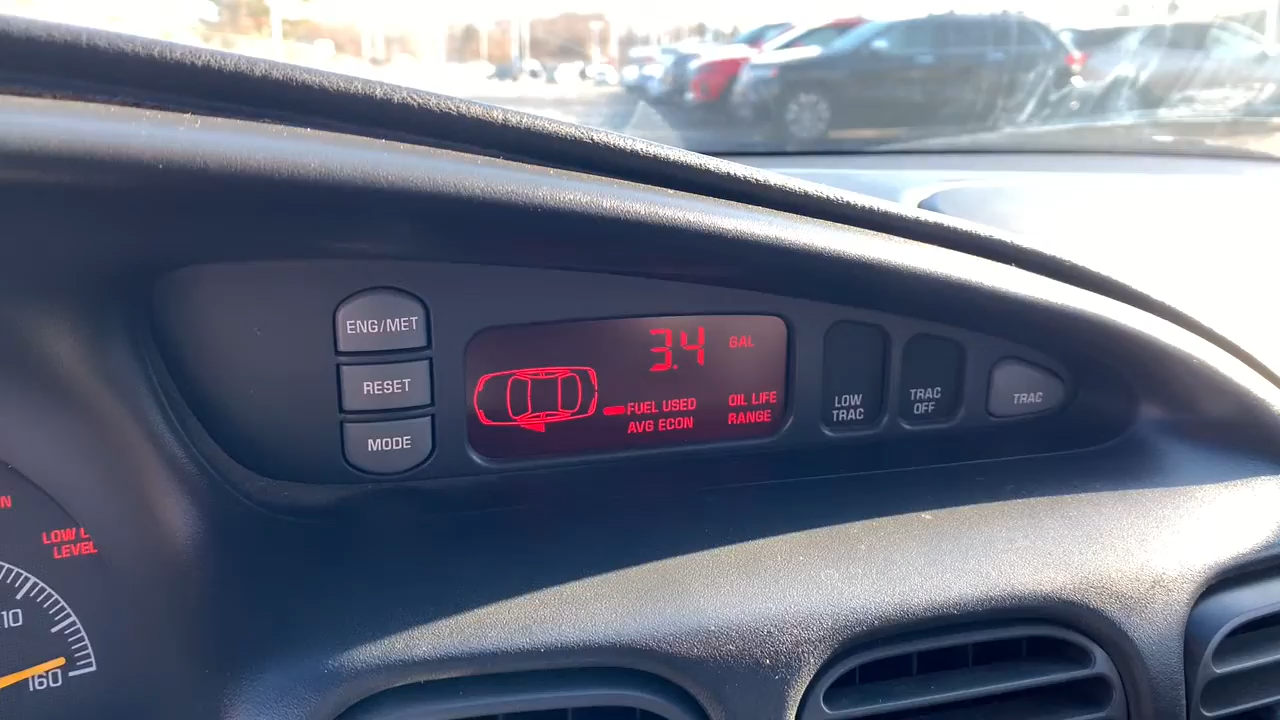 ENG/MET
RESET
MODE
3.4 GAL
FUEL USED
AVG ECON
OIL LIFE
RANGE
LOW
TRAC
TRAC
OFF
TRAC
N
LOW
LEVEL
10
160